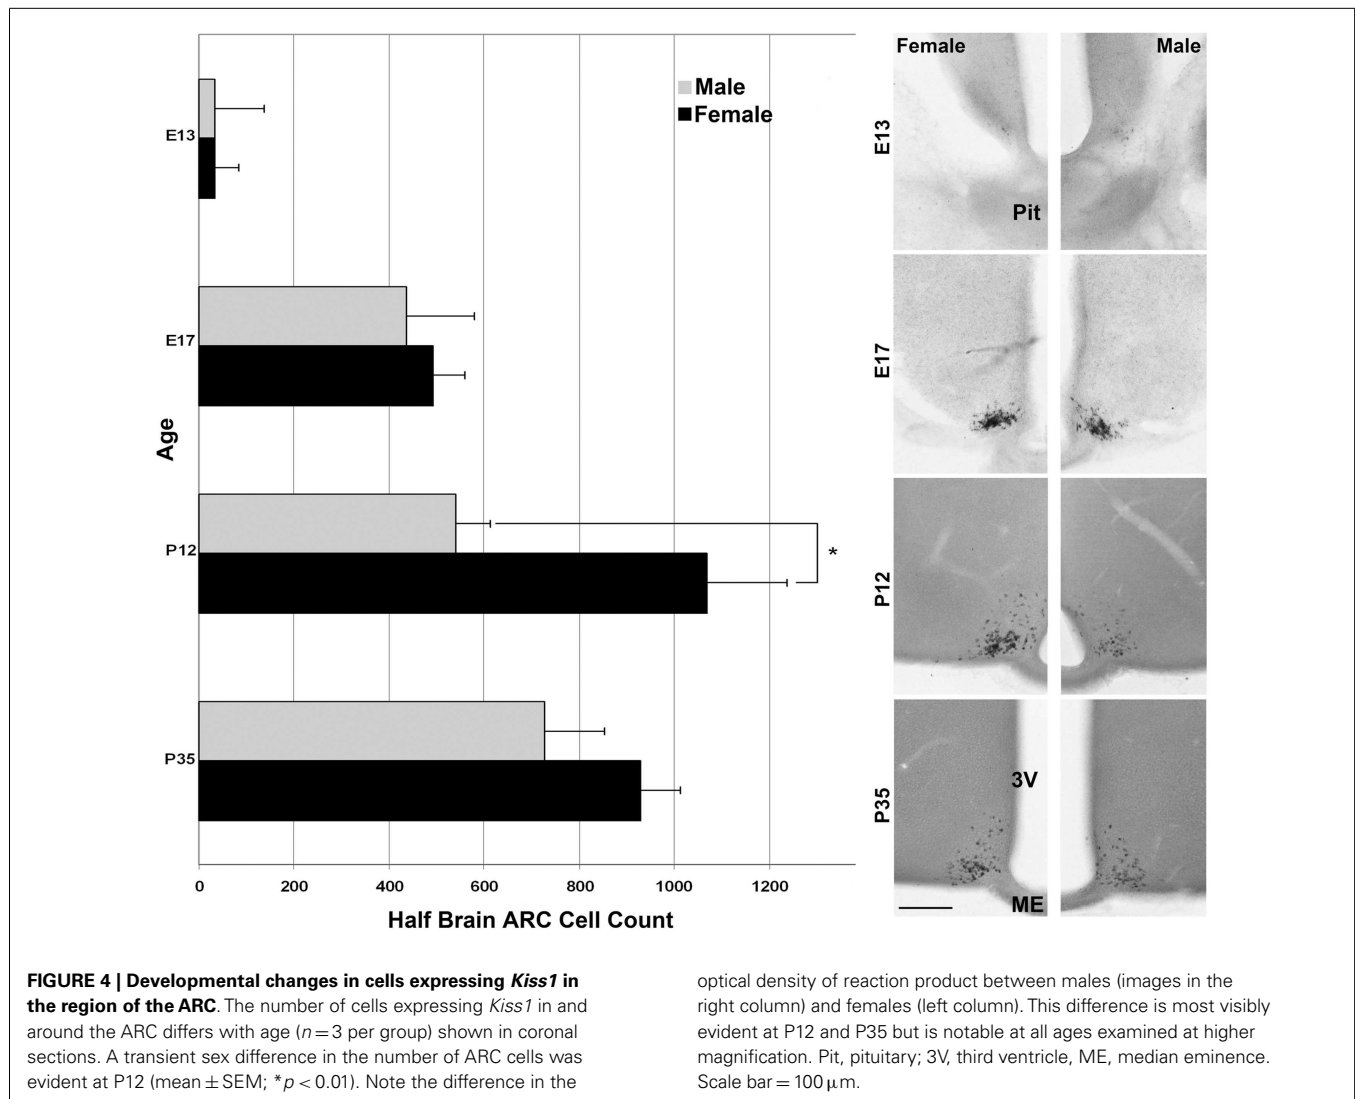 Male
Female
E13
E17
P12
*
P35
Age
0 200 400 600 800 1000 1200
Half Brain ARC Cell Count
Female Male
E13
Pit
E17
P12
P35
3V
ME
FIGURE 4 | Developmental changes in cells expressing Kiss1 in
the region of the ARC. The number of cells expressing Kiss1 in and
around the ARC differs with age (n = 3 per group) shown in coronal
sections. A transient sex difference in the number of ARC cells was
evident at P12 (mean ± SEM; *p < 0.01). Note the difference in the
optical density of reaction product between males (images in the
right column) and females (left column). This difference is most visibly
evident at P12 and P35 but is notable at all ages examined at higher
magnification. Pit, pituitary; 3V, third ventricle, ME, median eminence.
Scale bar = 100 μm.